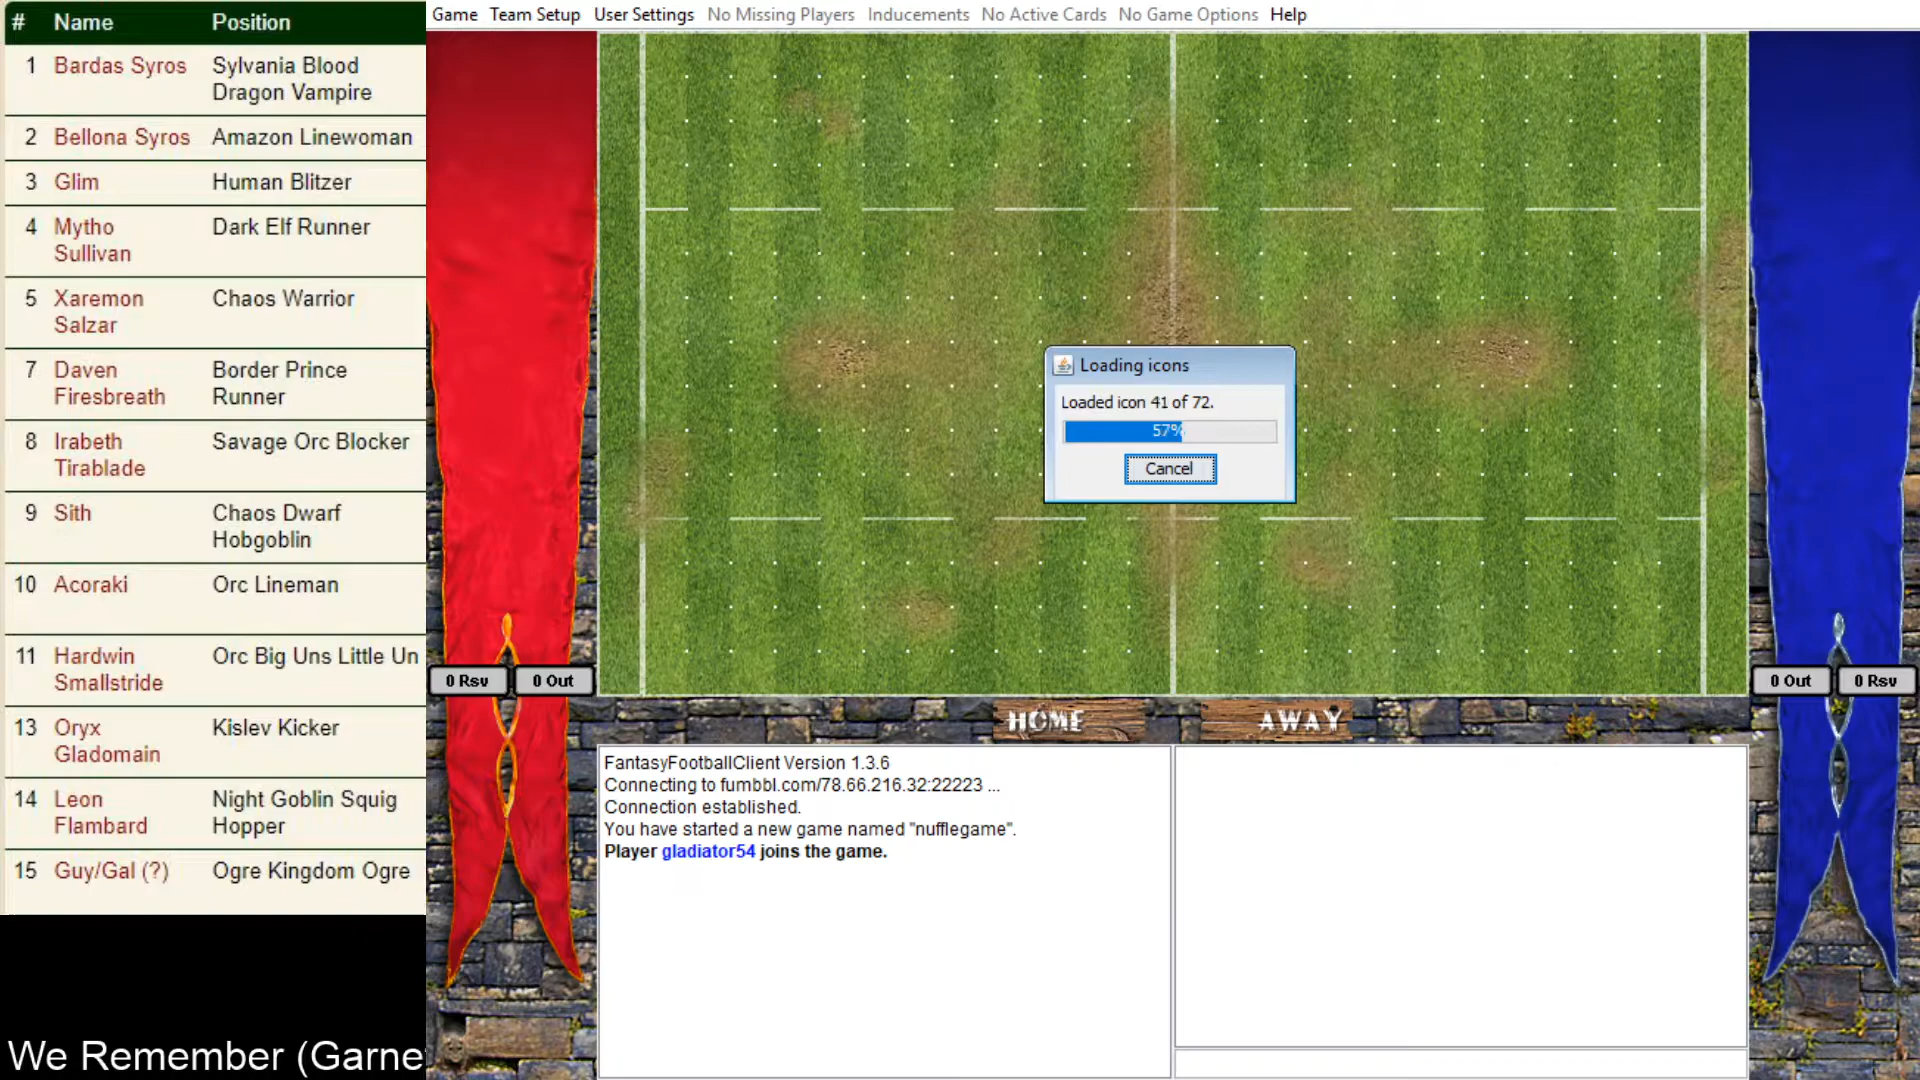 # Name Position
1 Bardas Syros Sylvania Blood
Dragon Vampire
2 Bellona Syros Amazon Linewoman
3 Glim Human Blitzer
4 Mytho Dark Elf Runner
Sullivan
5 Xaremon Chaos Warrior
Salzar
7 Daven Border Prince
Firesbreath Runner
8 Irabeth Savage Orc Blocker
Tirablade
9 Sith Chaos Dwarf
Hobgoblin
10 Acoraki Orc Lineman
11 Hardwin Orc Big Uns Little Un
Smallstride
13 Oryx Kislev Kicker
Gladomain
14 Leon Night Goblin Squig
Flambard Hopper
15 Guy/Gal (?) Ogre Kingdom Ogre
We Remember (Garne
Game Team Setup User Settings No Missing Players Inducements No Active Cards No Game Options Help
Loading icons
Loaded icon 41 of 72.
57%
Cancel
0 Rsv 0 Out
0 Out 0 Rsv
HOME AWAY
FantasyFootballClient Version 1.3.6
Connecting to fumbbl.com/78.66.216.32:22223 ...
Connection established.
You have started a new game named "nufflegame".
Player gladiator54 joins the game.